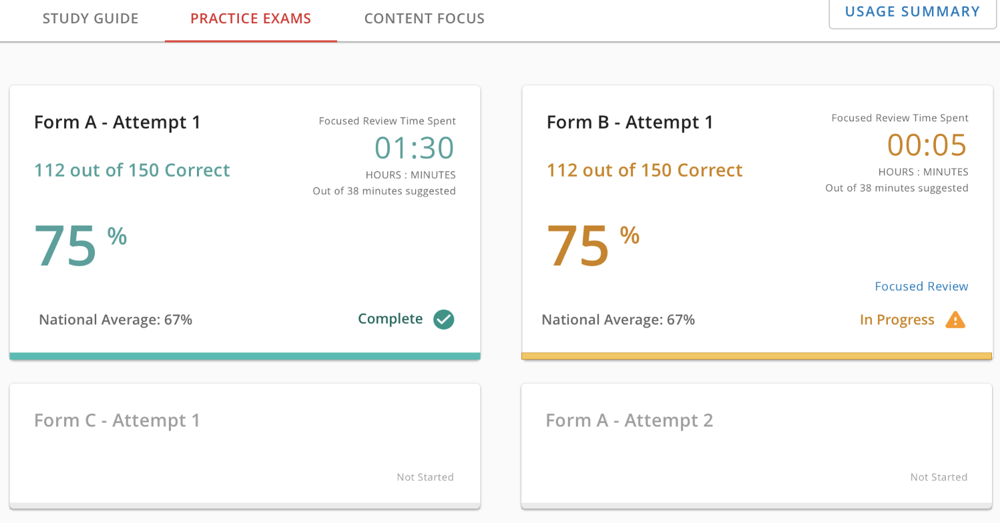 STUDY GUIDE
PRACTICE EXAMS
CONTENT FOCUS
USAGE SUMMARY
Form A - Attempt 1
Focused Review Time Spent
01:30
112 out of 150 Correct
HOURS : MINUTES
Out of 38 minutes suggested
75 %
National Average: 67%
Complete
Form B - Attempt 1
Focused Review Time Spent
00:05
112 out of 150 Correct
HOURS : MINUTES
Out of 38 minutes suggested
75 %
Focused Review
National Average: 67%
In Progress
Form C - Attempt 1
Not Started
Form A - Attempt 2
Not Started